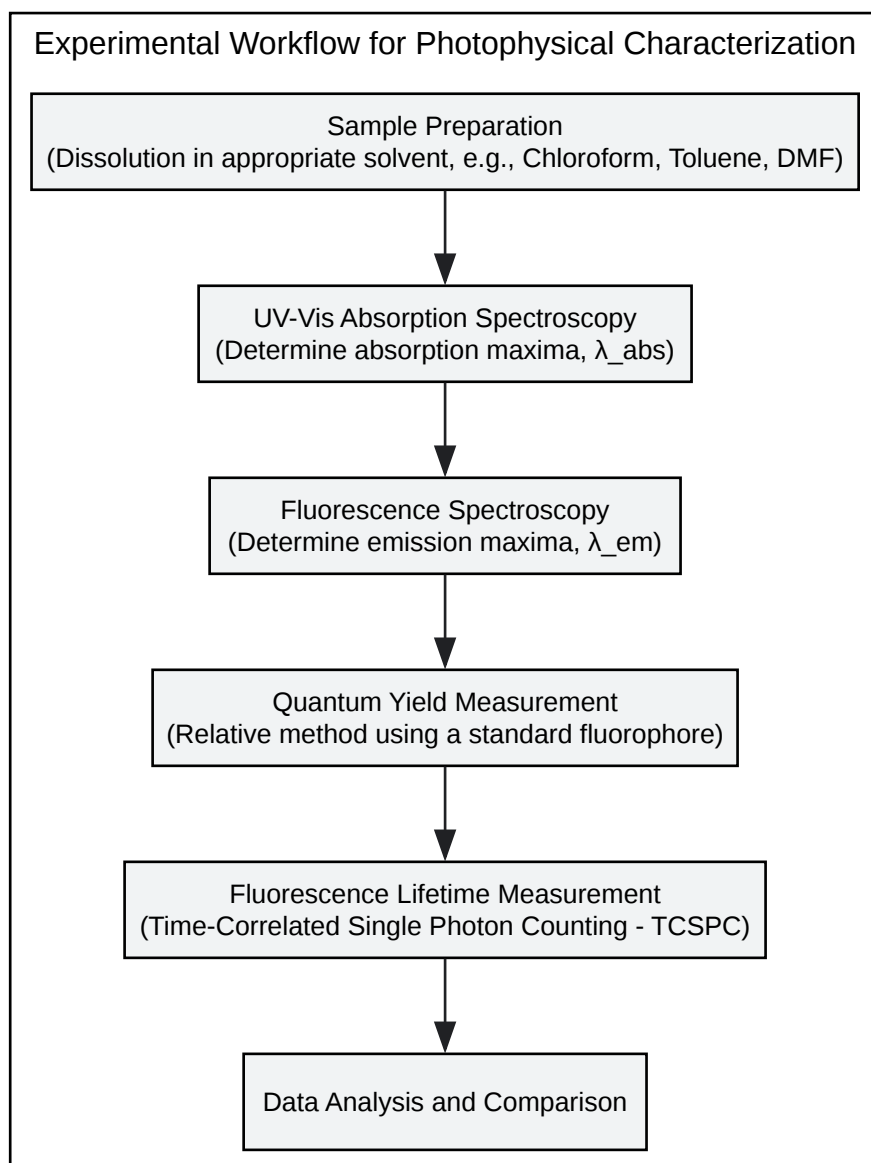 Experimental Workflow for Photophysical Characterization
Sample Preparation
(Dissolution in appropriate solvent, e.g., Chloroform, Toluene, DMF)
UV-Vis Absorption Spectroscopy
(Determine absorption maxima, λ_abs)
Fluorescence Spectroscopy
(Determine emission maxima, λ_em)
Quantum Yield Measurement
(Relative method using a standard fluorophore)
Fluorescence Lifetime Measurement
(Time-Correlated Single Photon Counting - TCSPC)
Data Analysis and Comparison